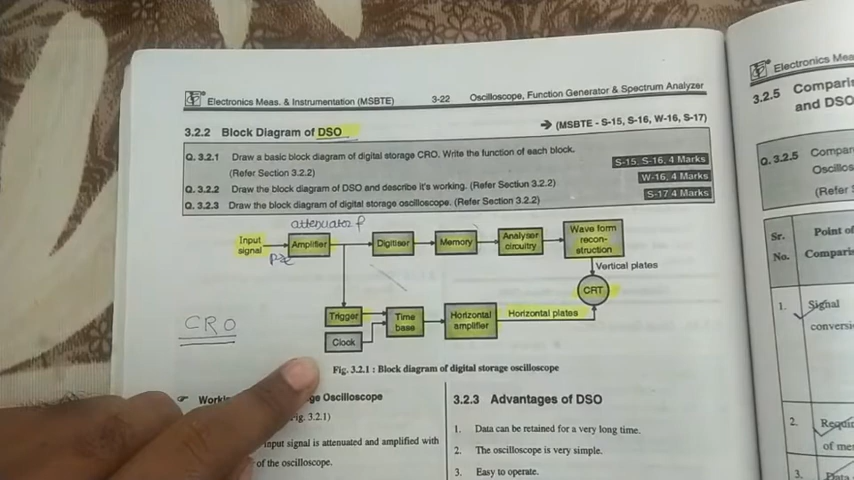 Electronics Meas. & Instrumentation (MSBTE) 3-22 Oscilloscope, Function Generator & Spectrum Analyzer
3.2.2 Block Diagram of DSO
(MSBTE - S-15, S-16, W-16, S-17)
Q. 3.2.1 Draw a basic block diagram of digital storage CRO. Write the function of each block.
(Refer Section 3.2.2)
S-15, S-16, 4 Marks
Q. 3.2.2 Draw the block diagram of DSO and describe it's working. (Refer Section 3.2.2)
W-16, 4 Marks
Q. 3.2.3 Draw the block diagram of digital storage oscilloscope. (Refer Section 3.2.2)
S-17 4 Marks
attenuator
Input
signal
Amplifier
Digitiser
Memory
Analyser
circuitry
Wave form
recon-
struction
Vertical plates
CRT
Trigger
Clock
Time
base
Horizontal
amplifier
Horizontal plates
CRO
Fig. 3.2.1 : Block diagram of digital storage oscilloscope
Oscilloscope
3.2.1)
input signal is attenuated and amplified with
of the oscilloscope.
3.2.3 Advantages of DSO
1. Data can be retained for a very long time.
2. The oscilloscope is very simple.
3. Easy to operate.
Electronics Mea
3.2.5
and DSO
Q. 3.2.5
(Refer
Sr.
No.
Point of
1. Signal
2.
of me
3.